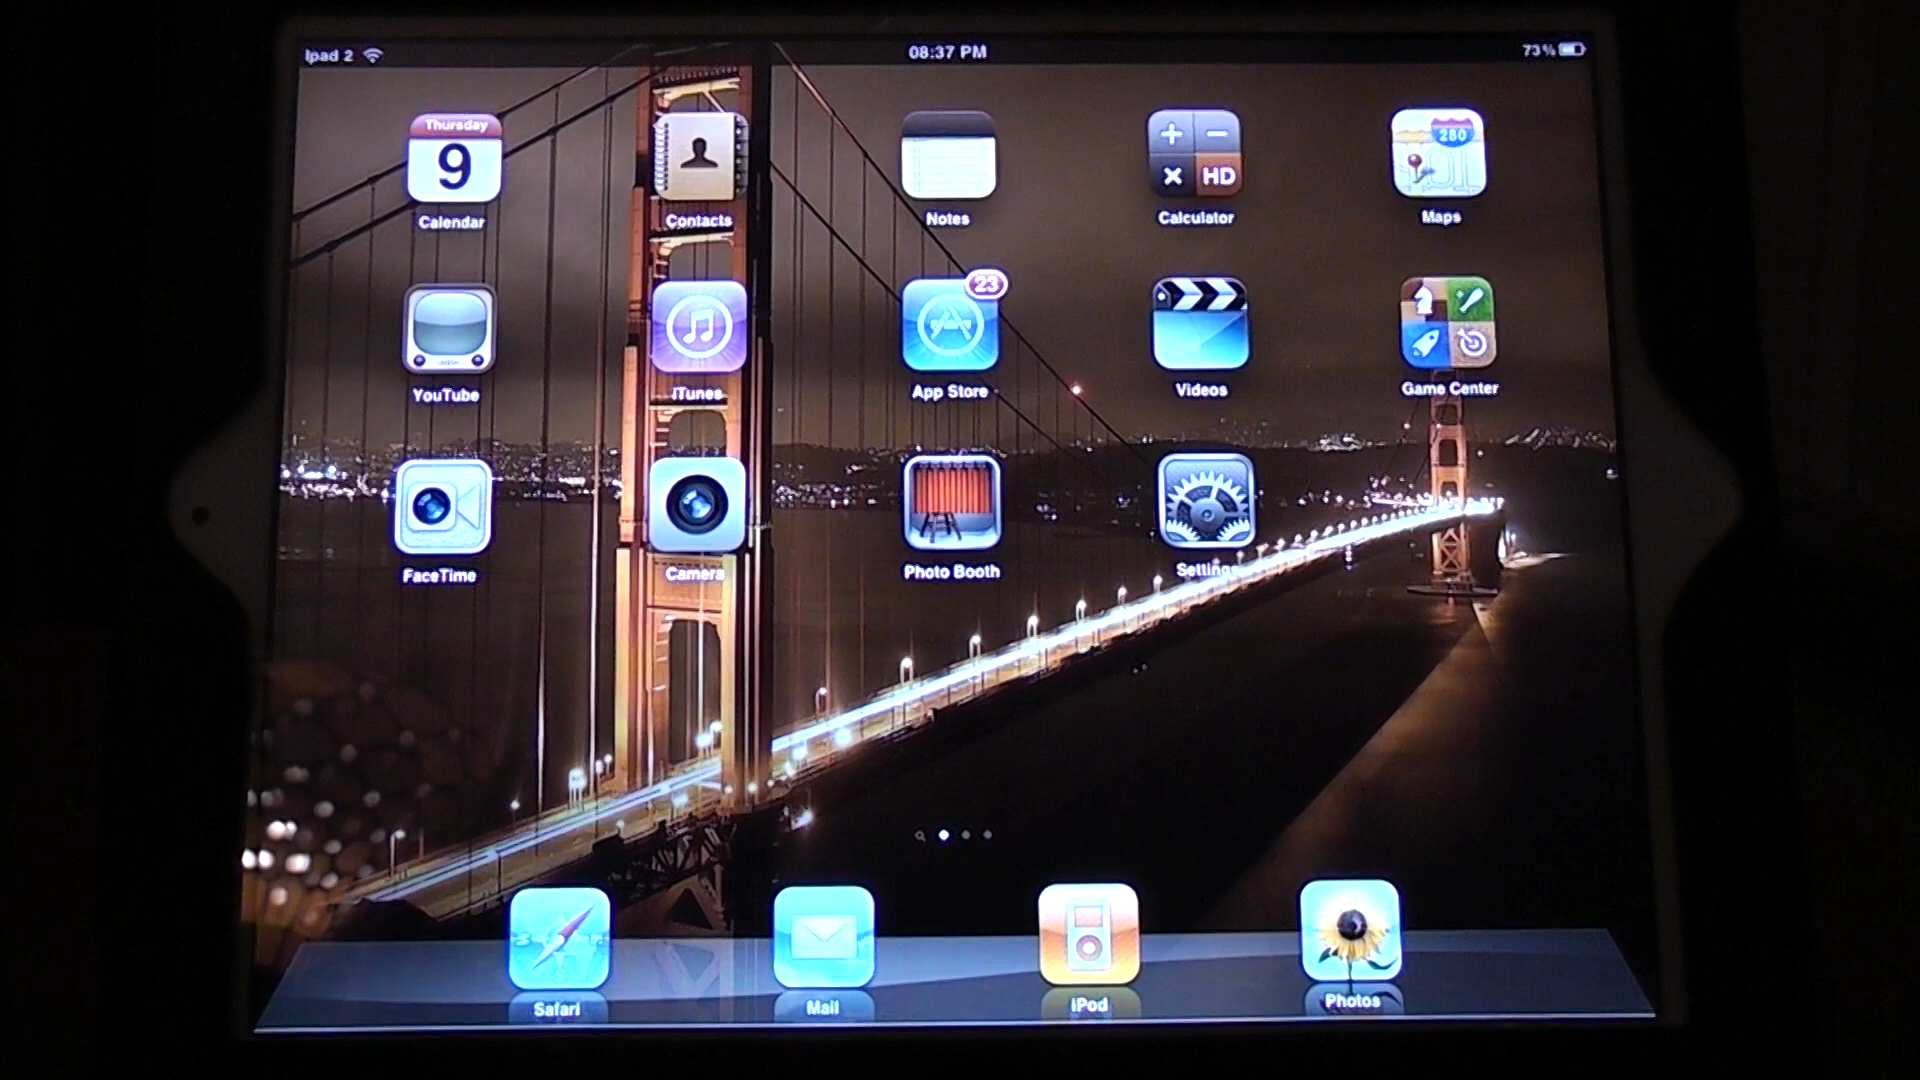 Ipad 2
08:37 PM
73%
Thursday
9
+ − × HD
280
Calendar
Contacts
Notes
Calculator
Maps
23
YouTube
iTunes
App Store
Videos
Game Center
FaceTime
Camera
Photo Booth
Settings
Safari
Mail
iPod
Photos